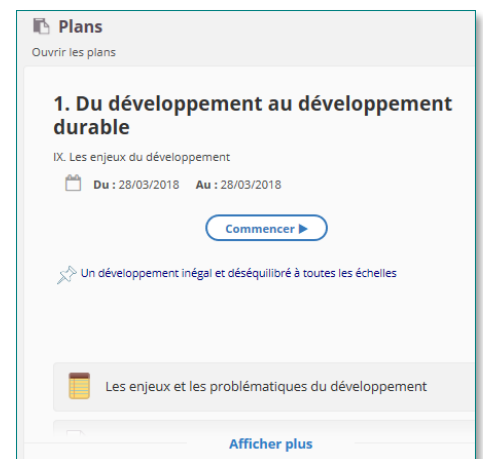 Plans
Ouvrir les plans
1. Du développement au développement
durable
IX. Les enjeux du développement
Du : 28/03/2018 Au : 28/03/2018
Commencer
Un développement inégal et déséquilibré à toutes les échelles
Les enjeux et les problématiques du développement
Afficher plus